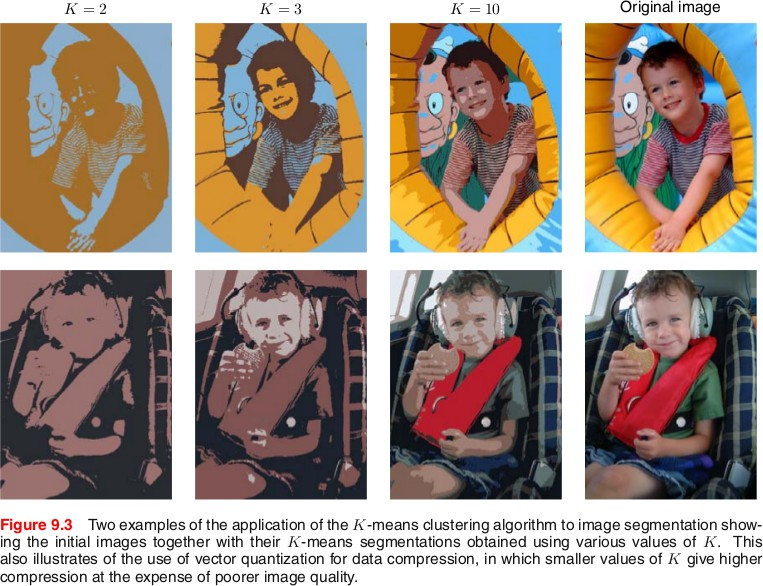 K = 2 K = 3 K = 10 Original image
Figure 9.3 Two examples of the application of the K-means clustering algorithm to image segmentation show-
ing the initial images together with their K-means segmentations obtained using various values of K. This
also illustrates of the use of vector quantization for data compression, in which smaller values of K give higher
compression at the expense of poorer image quality.